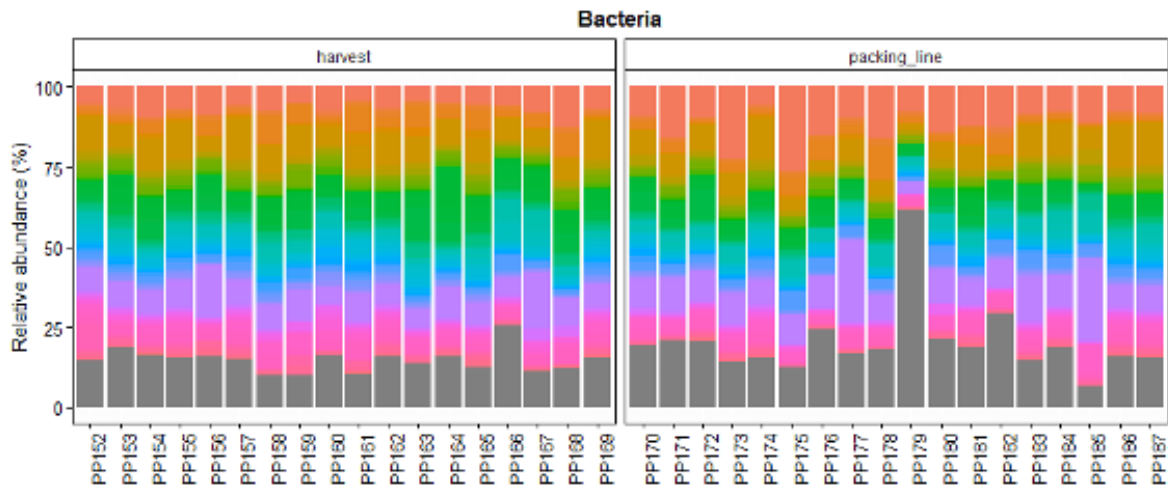 Bacteria
harvest
packing_line
Relative abundance (%)
100
75
50
25
0
PP152
PP153
PP154
PP155
PP156
PP157
PP158
PP159
PP160
PP161
PP162
PP163
PP164
PP165
PP166
PP167
PP168
PP169
PP170
PP171
PP172
PP173
PP174
PP175
PP176
PP177
PP178
PP179
PP180
PP181
PP182
PP183
PP184
PP185
PP186
PP187